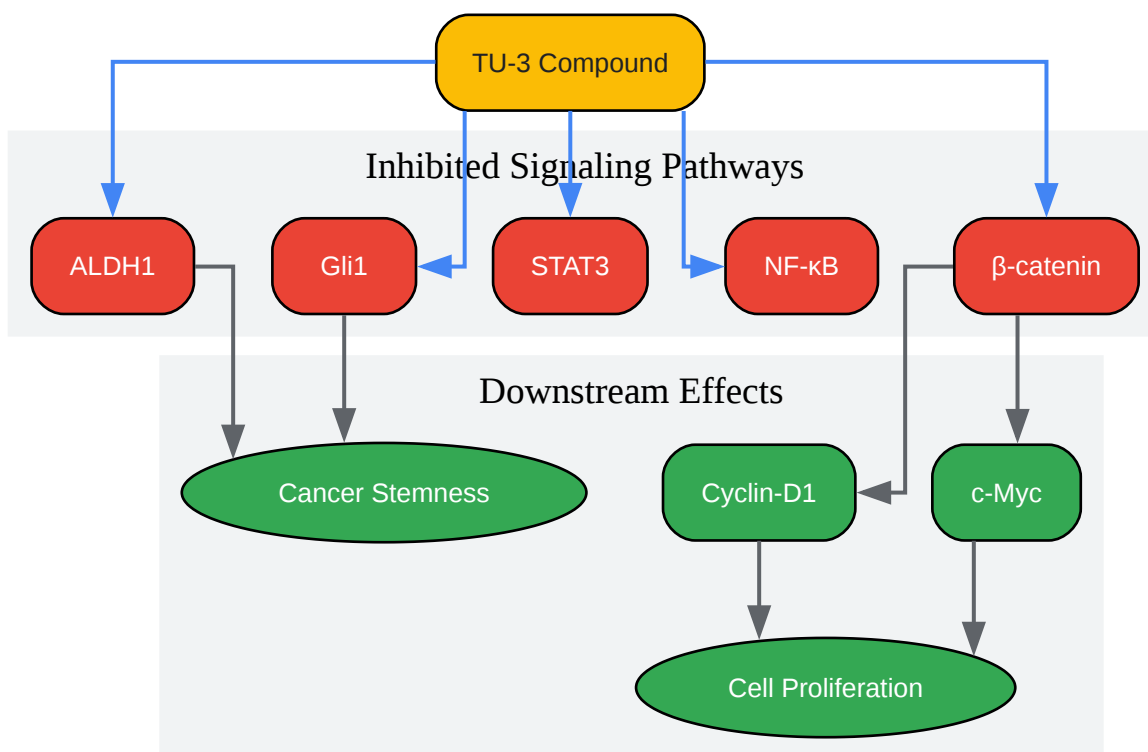 TU-3 Compound
Inhibited Signaling Pathways
ALDH1
Gli1
STAT3
NF-κB
β-catenin
Downstream Effects
Cancer Stemness
Cyclin-D1
c-Myc
Cell Proliferation